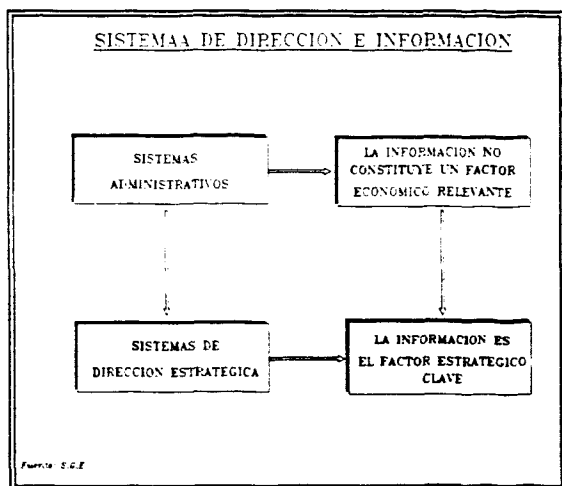 SISTEMAA DE DIRECCION E INFORMACION
SISTEMAS
ADMINISTRATIVOS
LA INFORMACION NO
CONSTITUYE UN FACTOR
ECONOMICO RELEVANTE
SISTEMAS DE
DIRECCION ESTRATEGICA
LA INFORMACION ES
EL FACTOR ESTRATEGICO
CLAVE
Fuente: S.G.E